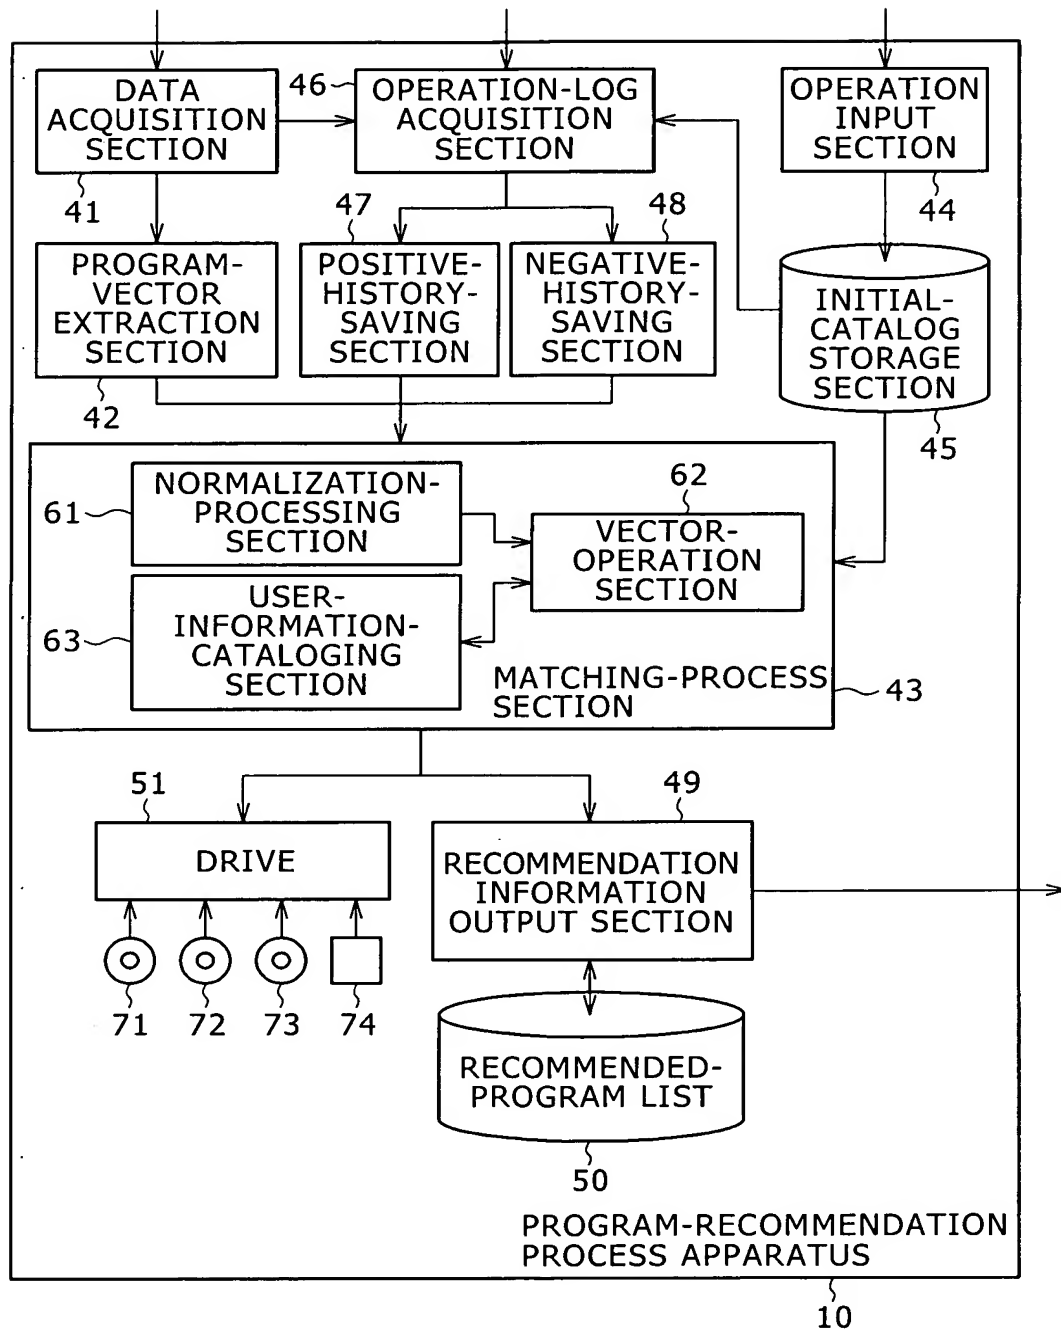 DATA
ACQUISITION
SECTION
41
46
OPERATION-LOG
ACQUISITION
SECTION
OPERATION
INPUT
SECTION
44
PROGRAM-
VECTOR
EXTRACTION
SECTION
42
47
POSITIVE-
HISTORY-
SAVING
SECTION
48
NEGATIVE-
HISTORY-
SAVING
SECTION
INITIAL-
CATALOG
STORAGE
SECTION
45
61
NORMALIZATION-
PROCESSING
SECTION
62
VECTOR-
OPERATION
SECTION
63
USER-
INFORMATION-
CATALOGING
SECTION
MATCHING-PROCESS
SECTION
43
51
DRIVE
71
72
73
74
49
RECOMMENDATION
INFORMATION
OUTPUT SECTION
RECOMMENDED-
PROGRAM LIST
50
PROGRAM-RECOMMENDATION
PROCESS APPARATUS
10